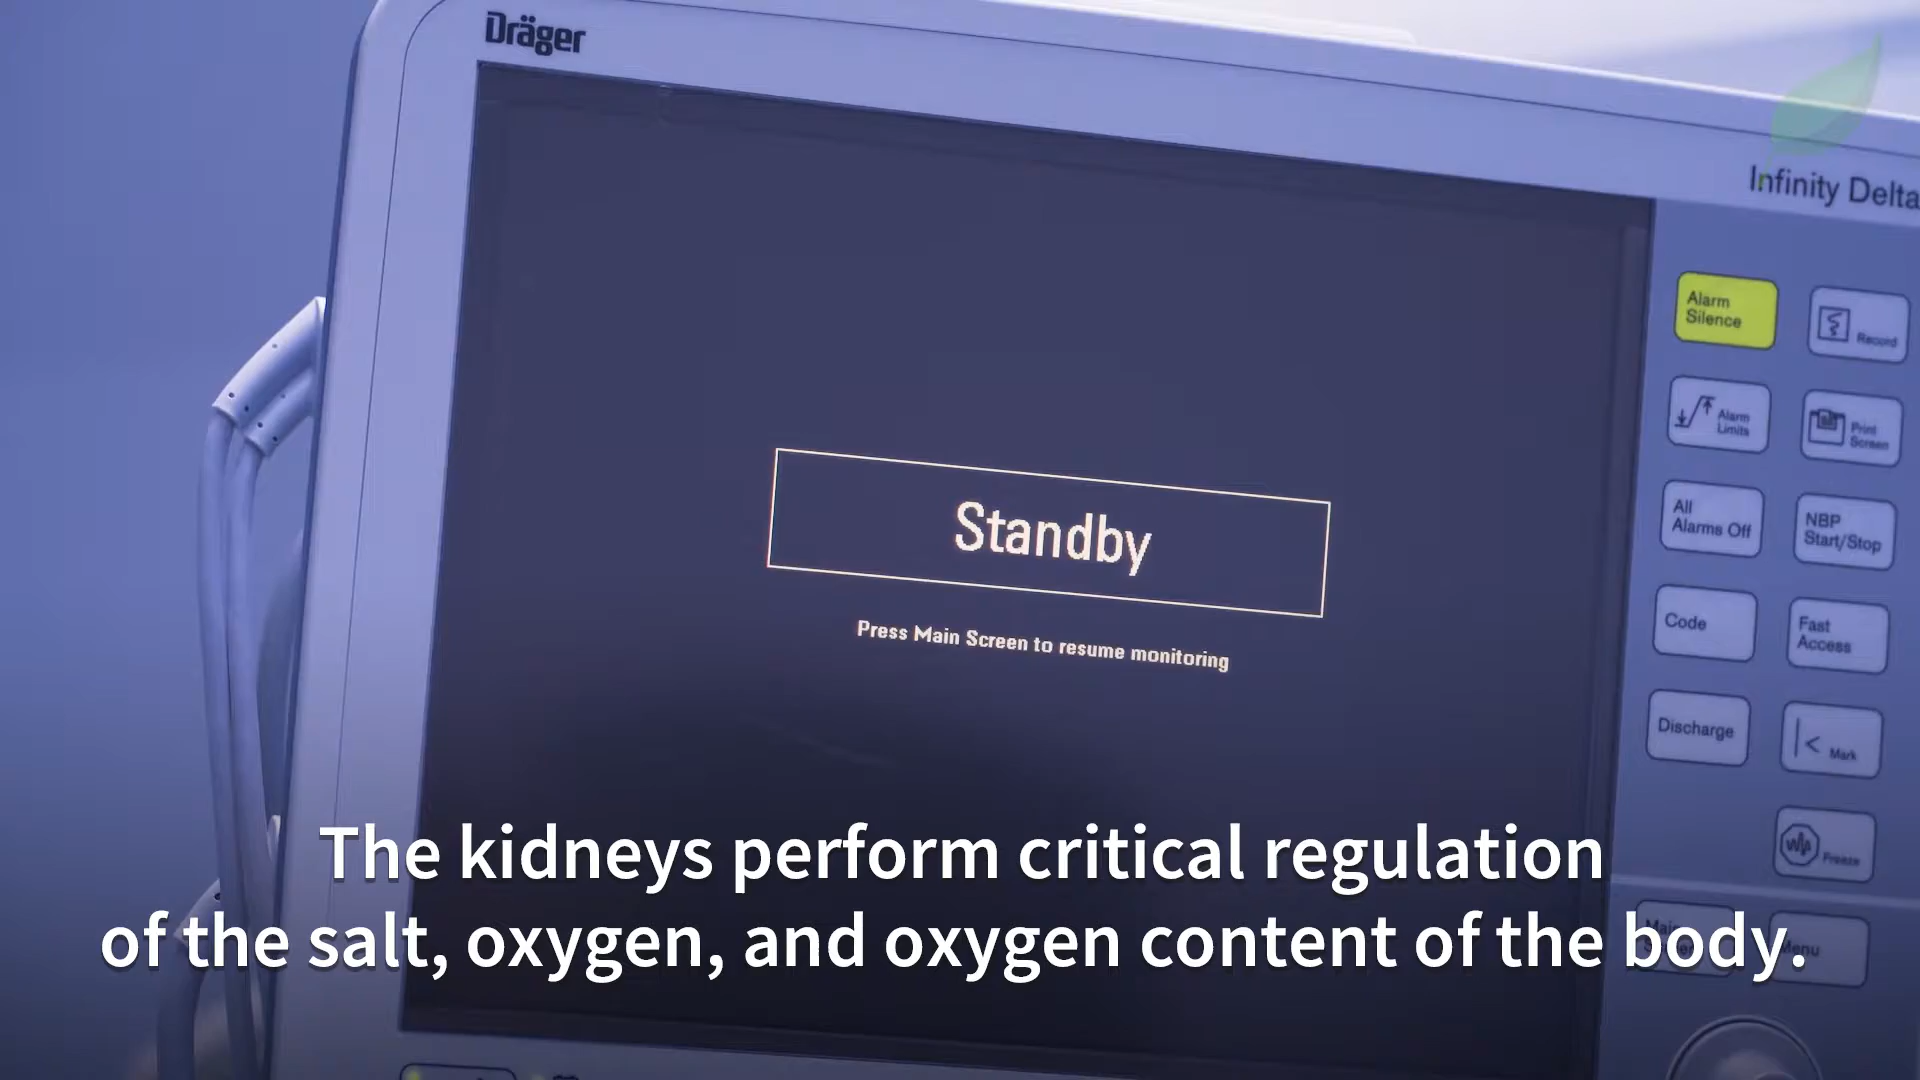 Dräger
Infinity Delta
Alarm
Silence
Record
Alarm
Limits
Print
Screen
All
Alarms Off
NBP
Start/Stop
Standby
Press Main Screen to resume monitoring
Code
Fast
Access
Discharge
Mark
Freeze
The kidneys perform critical regulation
of the salt, oxygen, and oxygen content of the body.